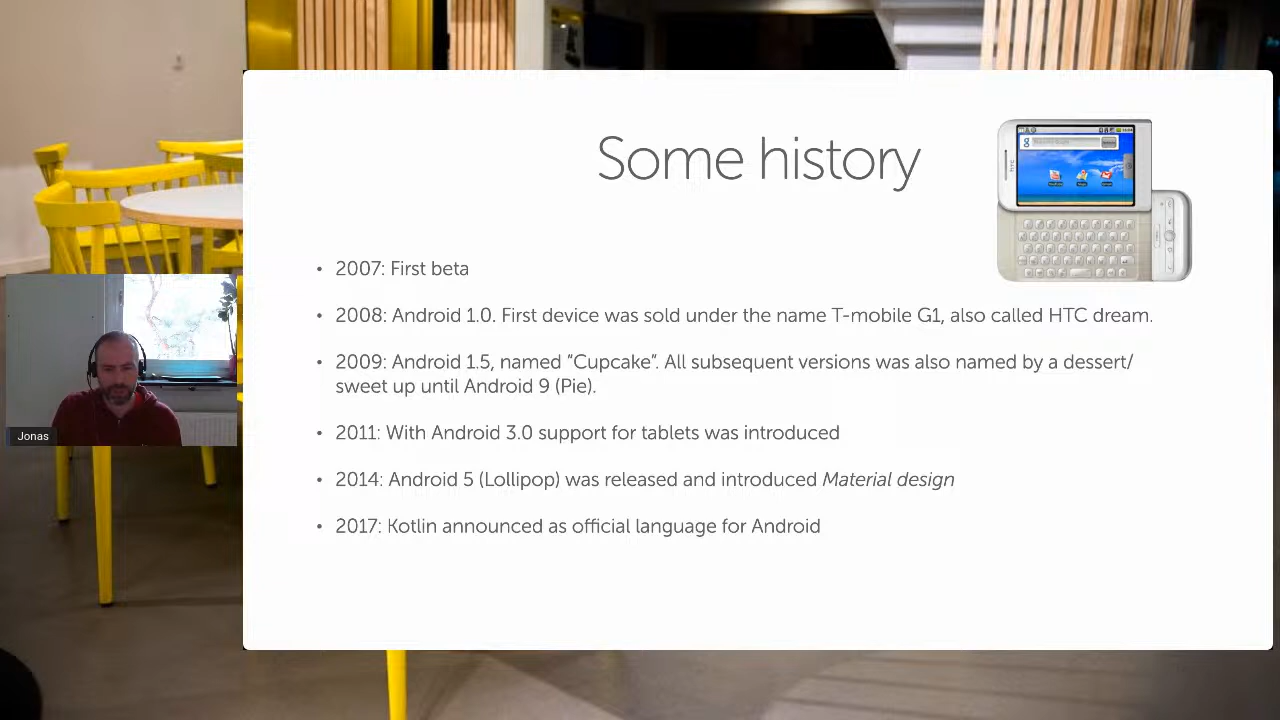 Some history
• 2007: First beta
• 2008: Android 1.0. First device was sold under the name T-mobile G1, also called HTC dream.
• 2009: Android 1.5, named "Cupcake". All subsequent versions was also named by a dessert/
sweet up until Android 9 (Pie).
• 2011: With Android 3.0 support for tablets was introduced
• 2014: Android 5 (Lollipop) was released and introduced Material design
• 2017: Kotlin announced as official language for Android
Jonas